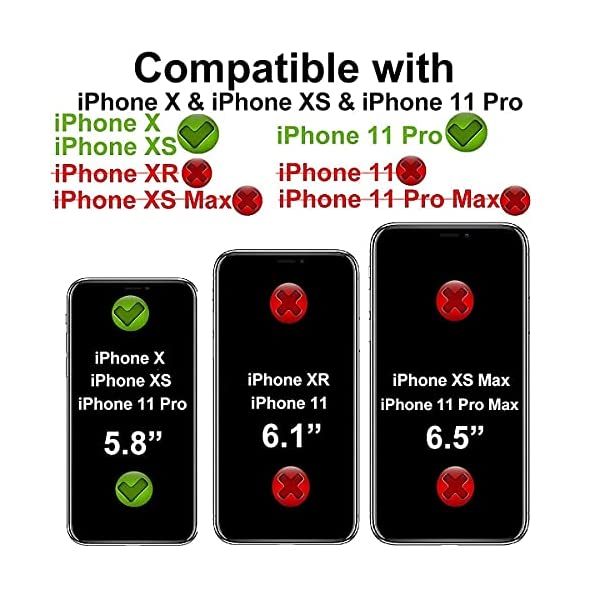 Compatible with
iPhone X & iPhone XS & iPhone 11 Pro
iPhone X
iPhone XS
iPhone XR
iPhone XS Max
iPhone 11 Pro
iPhone 11
iPhone 11 Pro Max
iPhone X
iPhone XS
iPhone 11 Pro
5.8”
iPhone XR
iPhone 11
6.1”
iPhone XS Max
iPhone 11 Pro Max
6.5”